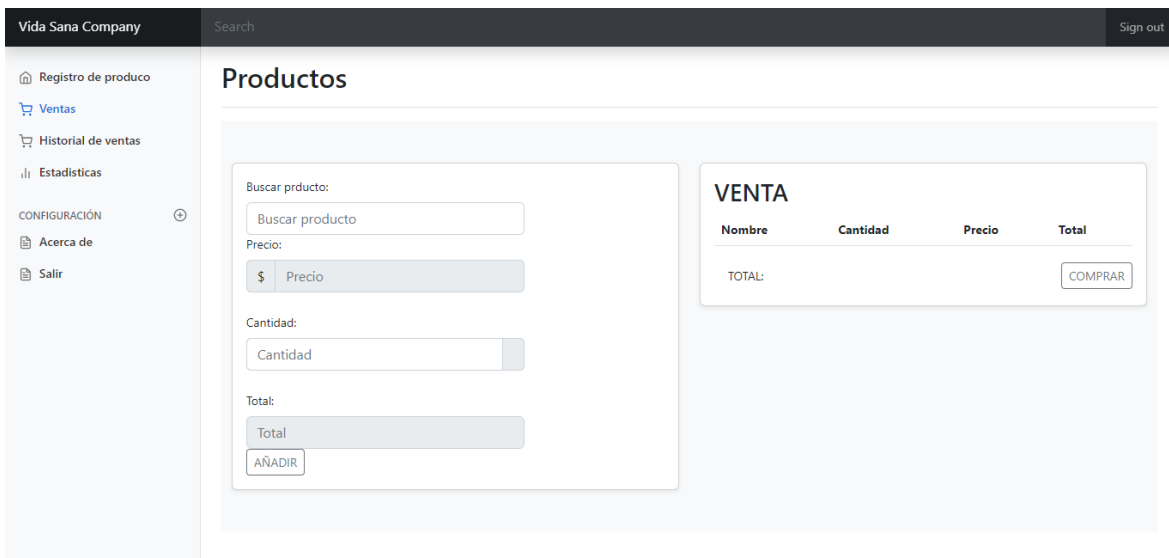 Vida Sana Company
Search
Sign out
Registro de produco
Ventas
Historial de ventas
Estadisticas
CONFIGURACIÓN
Acerca de
Salir
Productos
Buscar prducto:
Buscar producto
Precio:
$ Precio
Cantidad:
Cantidad
Total:
Total
AÑADIR
VENTA
Nombre Cantidad Precio Total
TOTAL: COMPRAR